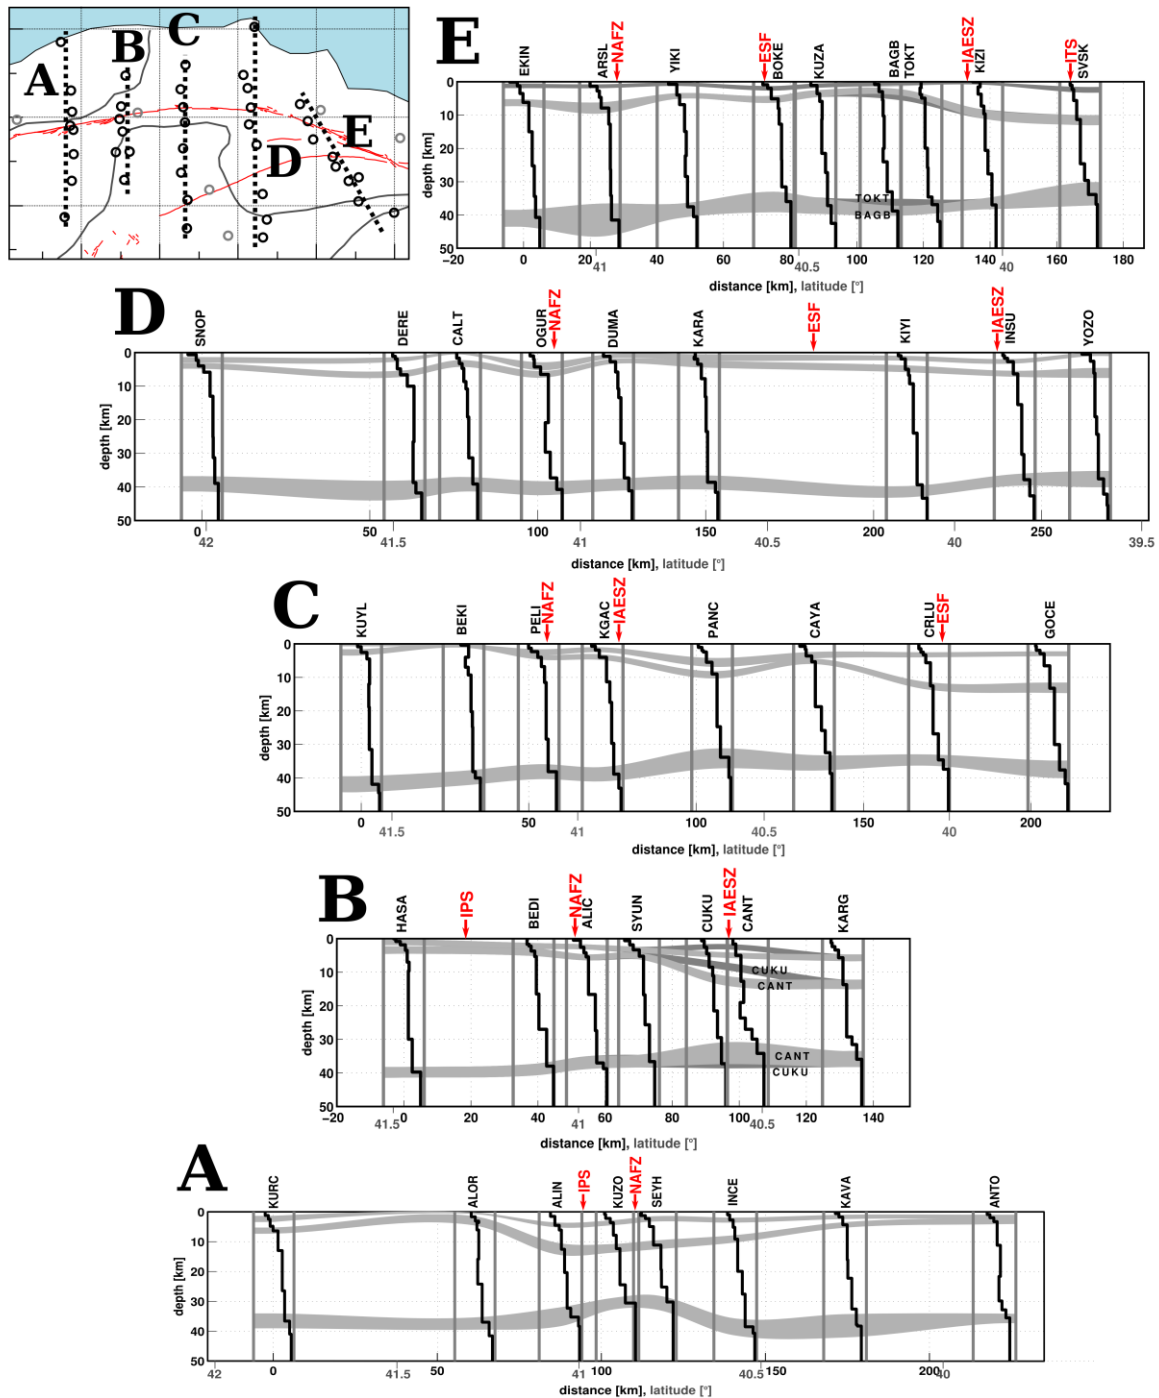 A
B
C
D
E
E
EKIN
ARSL
NAFZ
YIKI
ESF
BOKE
KUZA
BAGB
TOKT
IAESZ
KIZI
ITS
SVSK
0
10
20
30
40
50
depth [km]
TOKT
BAGB
-20 0 20 40 60 80 100 120 140 160 180
41 40.5 40
distance [km], latitude [°]
D
SNOP
DERE
CALT
OGUR
NAFZ
DUMA
KARA
ESF
KIYI
IAESZ
INSU
YOZO
0
10
20
30
40
50
depth [km]
0 50 100 150 200 250
42 41.5 41 40.5 40 39.5
distance [km], latitude [°]
C
KUYL
BEKI
PELI
NAFZ
KGAC
IAESZ
PANC
CAYA
CRLU
ESF
GOCE
0
10
20
30
40
50
depth [km]
0 50 100 150 200
41.5 41 40.5 40
distance [km], latitude [°]
B
HASA
IPS
BEDI
NAFZ
ALIC
SYUN
CUKU
IAESZ
CANT
KARG
0
10
20
30
40
50
depth [km]
CUKU
CANT
CANT
CUKU
-20 0 20 40 60 80 100 120 140
41.5 41 40.5
distance [km], latitude [°]
A
KURC
ALOR
ALIN
IPS
KUZO
NAFZ
SEYH
INCE
KAVA
ANTO
0
10
20
30
40
50
depth [km]
0 50 100 150 200
42 41.5 41 40.5 40
distance [km], latitude [°]